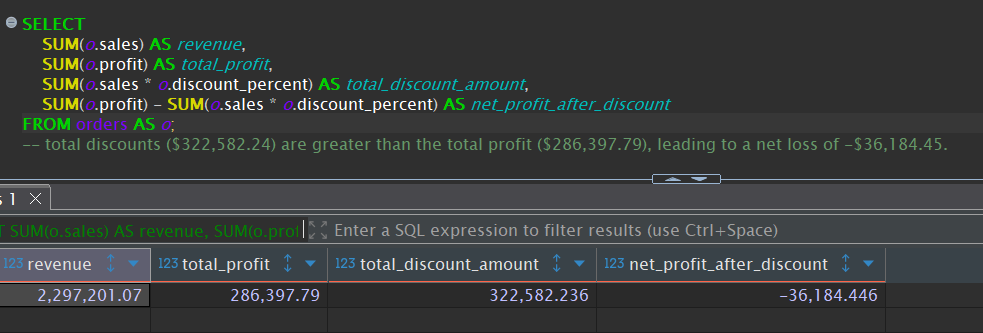 SELECT
SUM(o.sales) AS revenue,
SUM(o.profit) AS total_profit,
SUM(o.sales * o.discount_percent) AS total_discount_amount,
SUM(o.profit) - SUM(o.sales * o.discount_percent) AS net_profit_after_discount
FROM orders AS o;
-- total discounts ($322,582.24) are greater than the total profit ($286,397.79), leading to a net loss of -$36,184.45.
s 1
T SUM(o.sales) AS revenue, SUM(o.prof Enter a SQL expression to filter results (use Ctrl+Space)
123 revenue 123 total_profit 123 total_discount_amount 123 net_profit_after_discount
2,297,201.07 286,397.79 322,582.236 -36,184.446